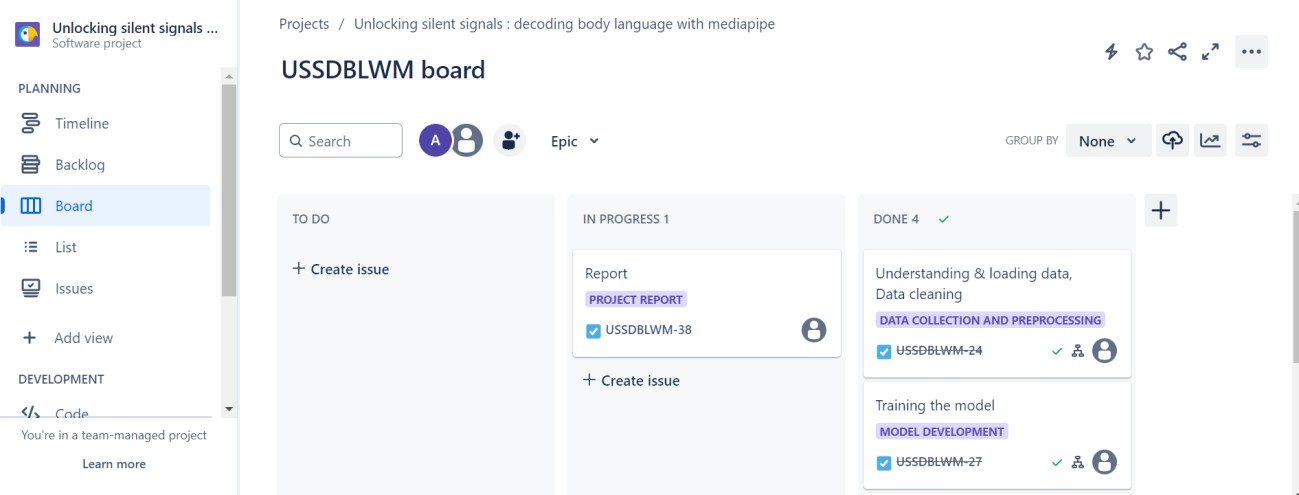 Unlocking silent signals ...
Software project
PLANNING
Timeline
Backlog
Board
List
Issues
Add view
DEVELOPMENT
Code
You're in a team-managed project
Learn more
Projects / Unlocking silent signals : decoding body language with mediapipe
USSDBLWM board
Search
A
Epic
GROUP BY
None
TO DO
+ Create issue
IN PROGRESS 1
Report
PROJECT REPORT
USSDBLWM-38
+ Create issue
DONE 4
Understanding & loading data,
Data cleaning
DATA COLLECTION AND PREPROCESSING
USSDBLWM-24
Training the model
MODEL DEVELOPMENT
USSDBLWM-27